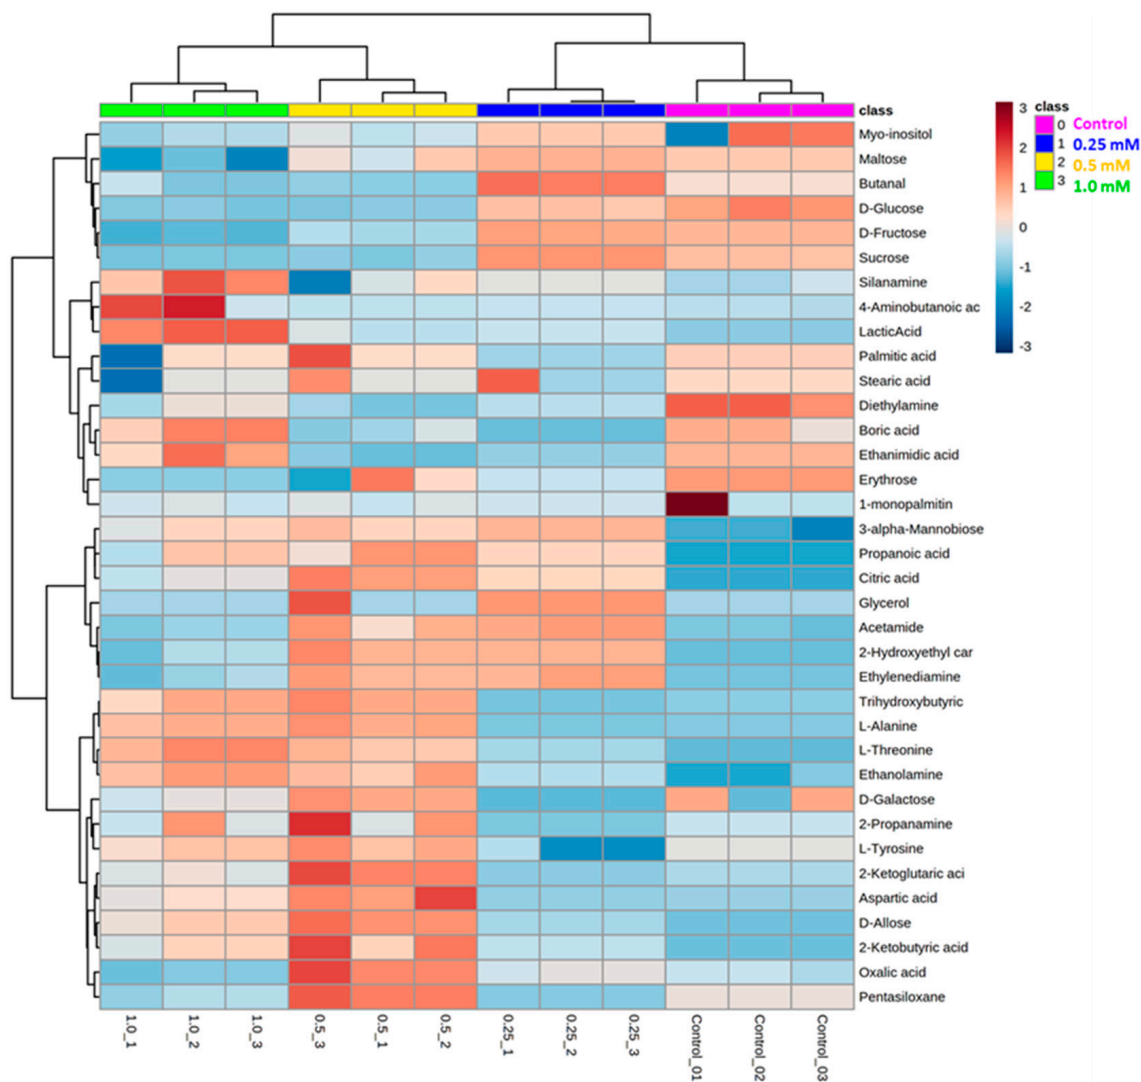 class
Myo-inositol
Maltose
Butanal
D-Glucose
D-Fructose
Sucrose
Silanamine
4-Aminobutanoic ac
LacticAcid
Palmitic acid
Stearic acid
Diethylamine
Boric acid
Ethanimidic acid
Erythrose
1-monopalmitin
3-alpha-Mannobiose
Propanoic acid
Citric acid
Glycerol
Acetamide
2-Hydroxyethyl car
Ethylenediamine
Trihydroxybutyric
L-Alanine
L-Threonine
Ethanolamine
D-Galactose
2-Propanamine
L-Tyrosine
2-Ketoglutaric aci
Aspartic acid
D-Allose
2-Ketobutyric acid
Oxalic acid
Pentasiloxane
3
2
1
0
-1
-2
-3
class
0 Control
1 0.25 mM
2 0.5 mM
3 1.0 mM
1.0_1
1.0_2
1.0_3
0.5_3
0.5_1
0.5_2
0.25_1
0.25_2
0.25_3
Control_01
Control_02
Control_03